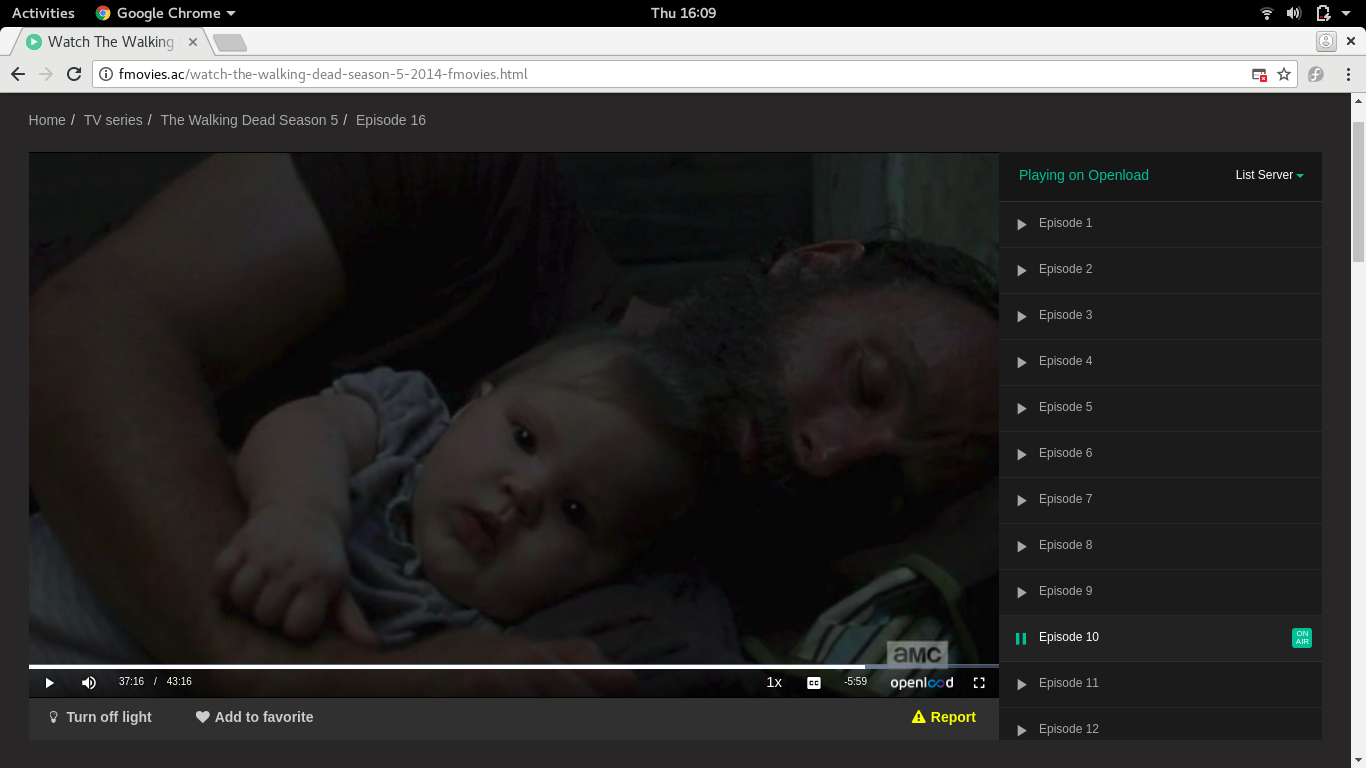 Activities Google Chrome Thu 16:09
Watch The Walking
fmovies.ac/watch-the-walking-dead-season-5-2014-fmovies.html
Home / TV series / The Walking Dead Season 5 / Episode 16
Playing on Openload List Server
Episode 1
Episode 2
Episode 3
Episode 4
Episode 5
Episode 6
Episode 7
Episode 8
Episode 9
Episode 10 ON AIR
Episode 11
Episode 12
amc
37:16 / 43:16 1x CC -5:59 openlood
Turn off light Add to favorite Report